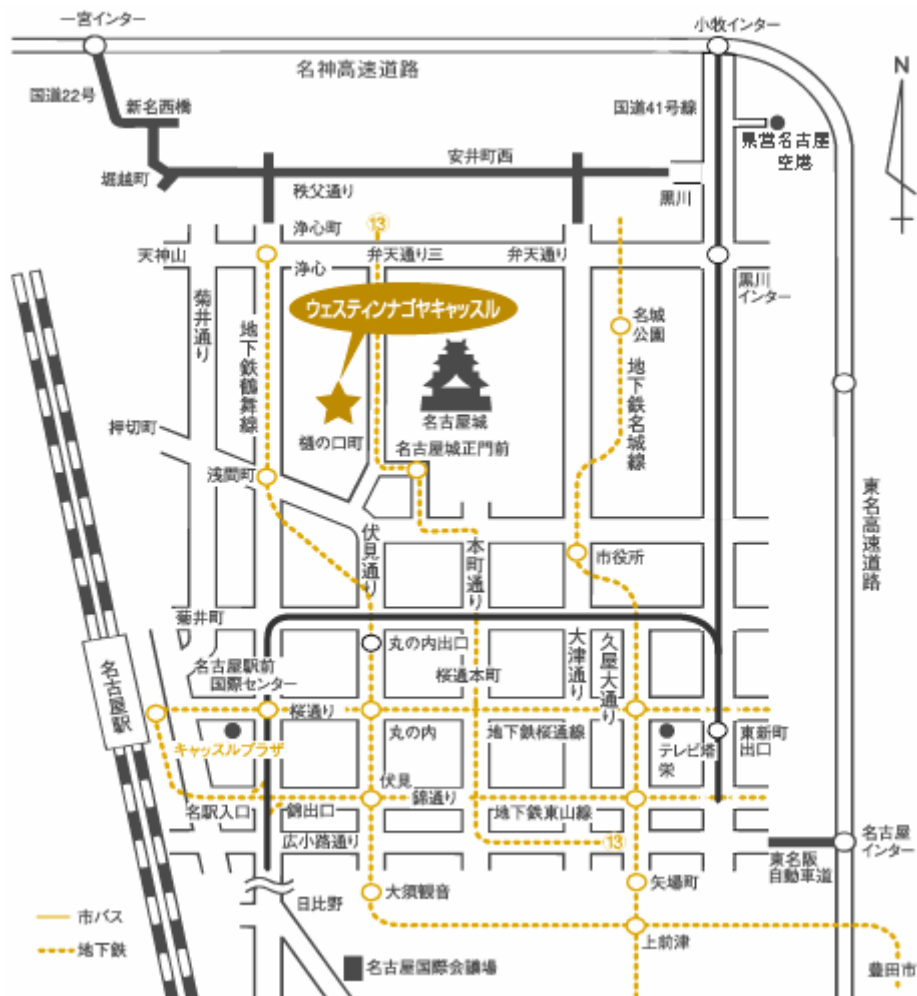 一宮インター
小牧インター
名神高速道路
N
国道22号
新名西橋
国道41号線
県営名古屋
空港
安井町西
堀越町
秩父通り
黒川
浄心町
13
天神山
浄心
弁天通り三
弁天通り
黒川
インター
菊井通り
ウェスティンナゴヤキャッスル
名城
公園
地下鉄鶴舞線
地下鉄名城線
名古屋城
押切町
樋の口町
名古屋城正門前
浅間町
東名高速道路
伏見通り
本町通り
市役所
菊井町
丸の内出口
大津通り
久屋大通り
名古屋駅
名古屋駅前
国際センター
桜通本町
桜通り
キャッスルプラザ
丸の内
地下鉄桜通線
テレビ塔
栄
東新町
出口
伏見
錦通り
名駅入口
錦出口
地下鉄東山線
広小路通り
13
名古屋
インター
東名阪
自動車道
日比野
大須観音
矢場町
市バス
地下鉄
上前津
名古屋国際会議場
豊田市